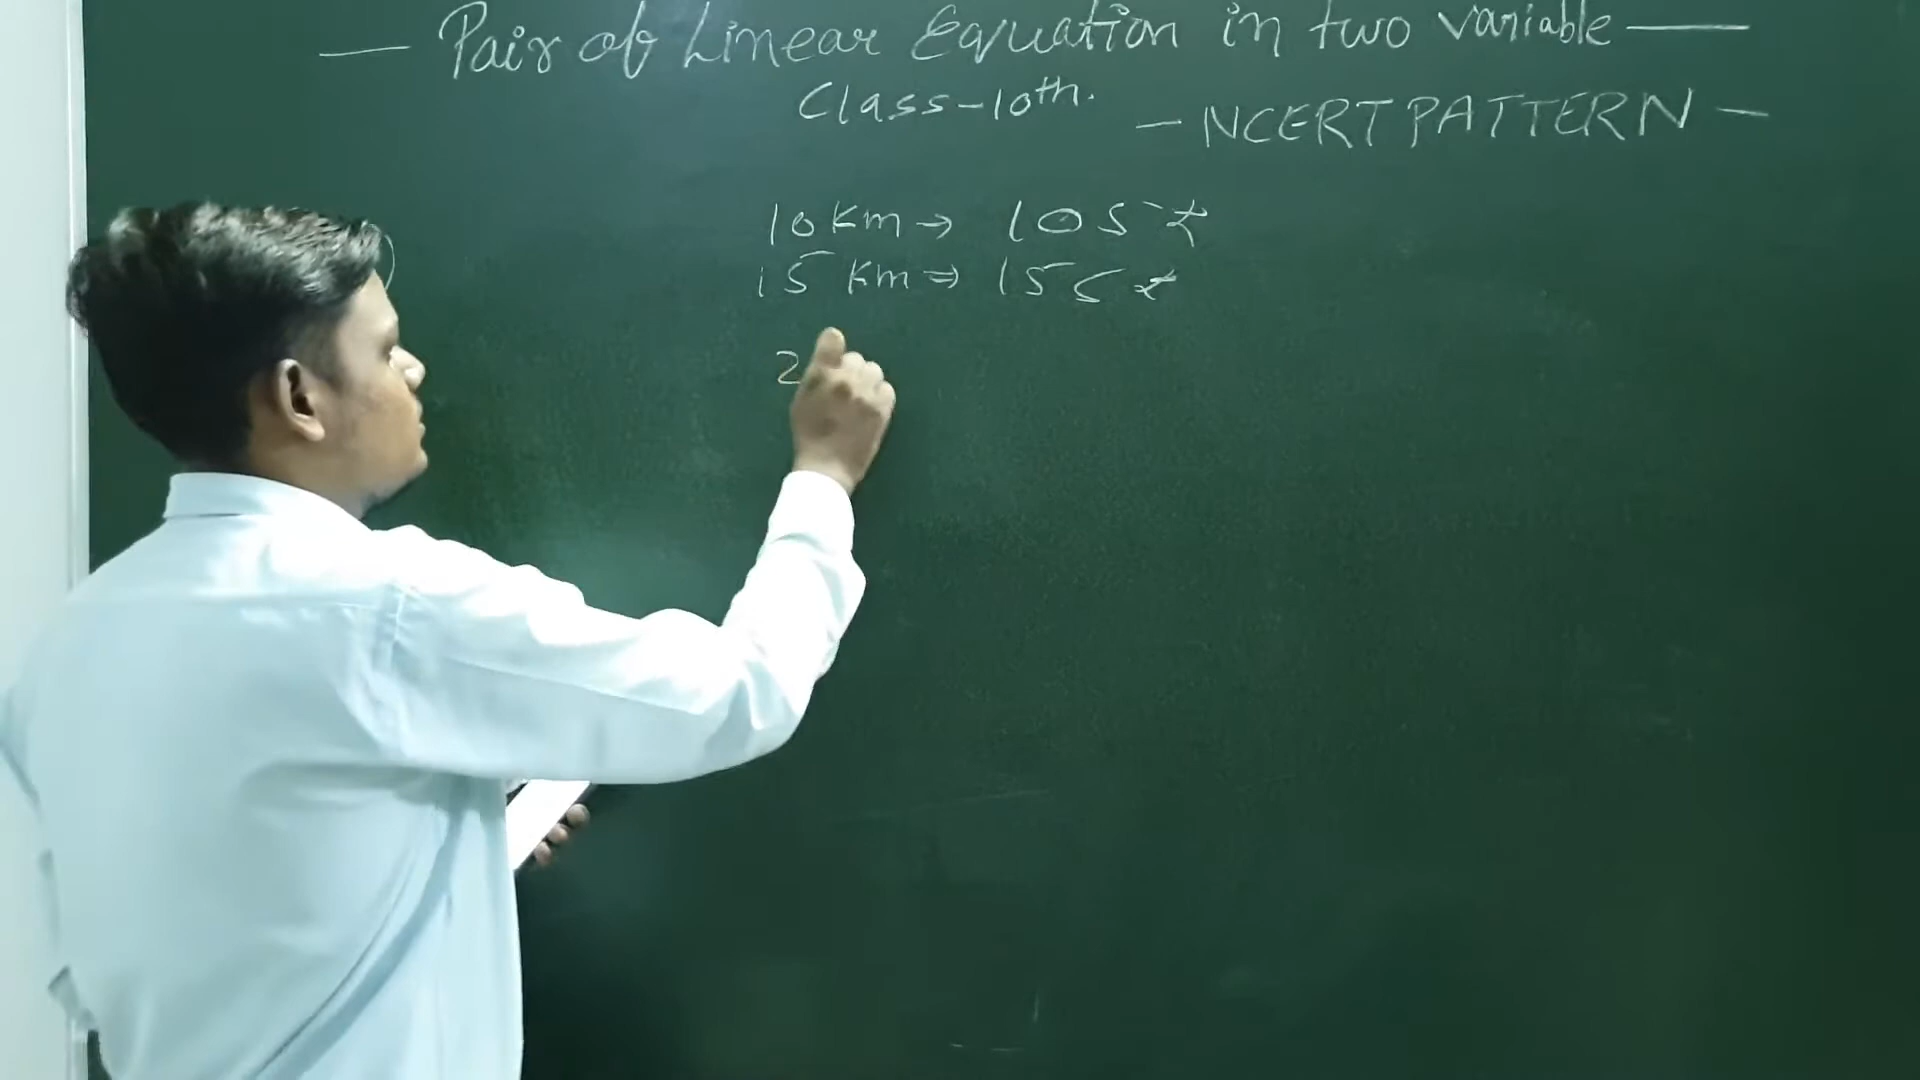 — Pair of Linear Equation in two variable —
Class-10th.
- NCERT PATTERN -
)
10 Km → 105 ₹
15 Km ⇒ 155 ₹
2